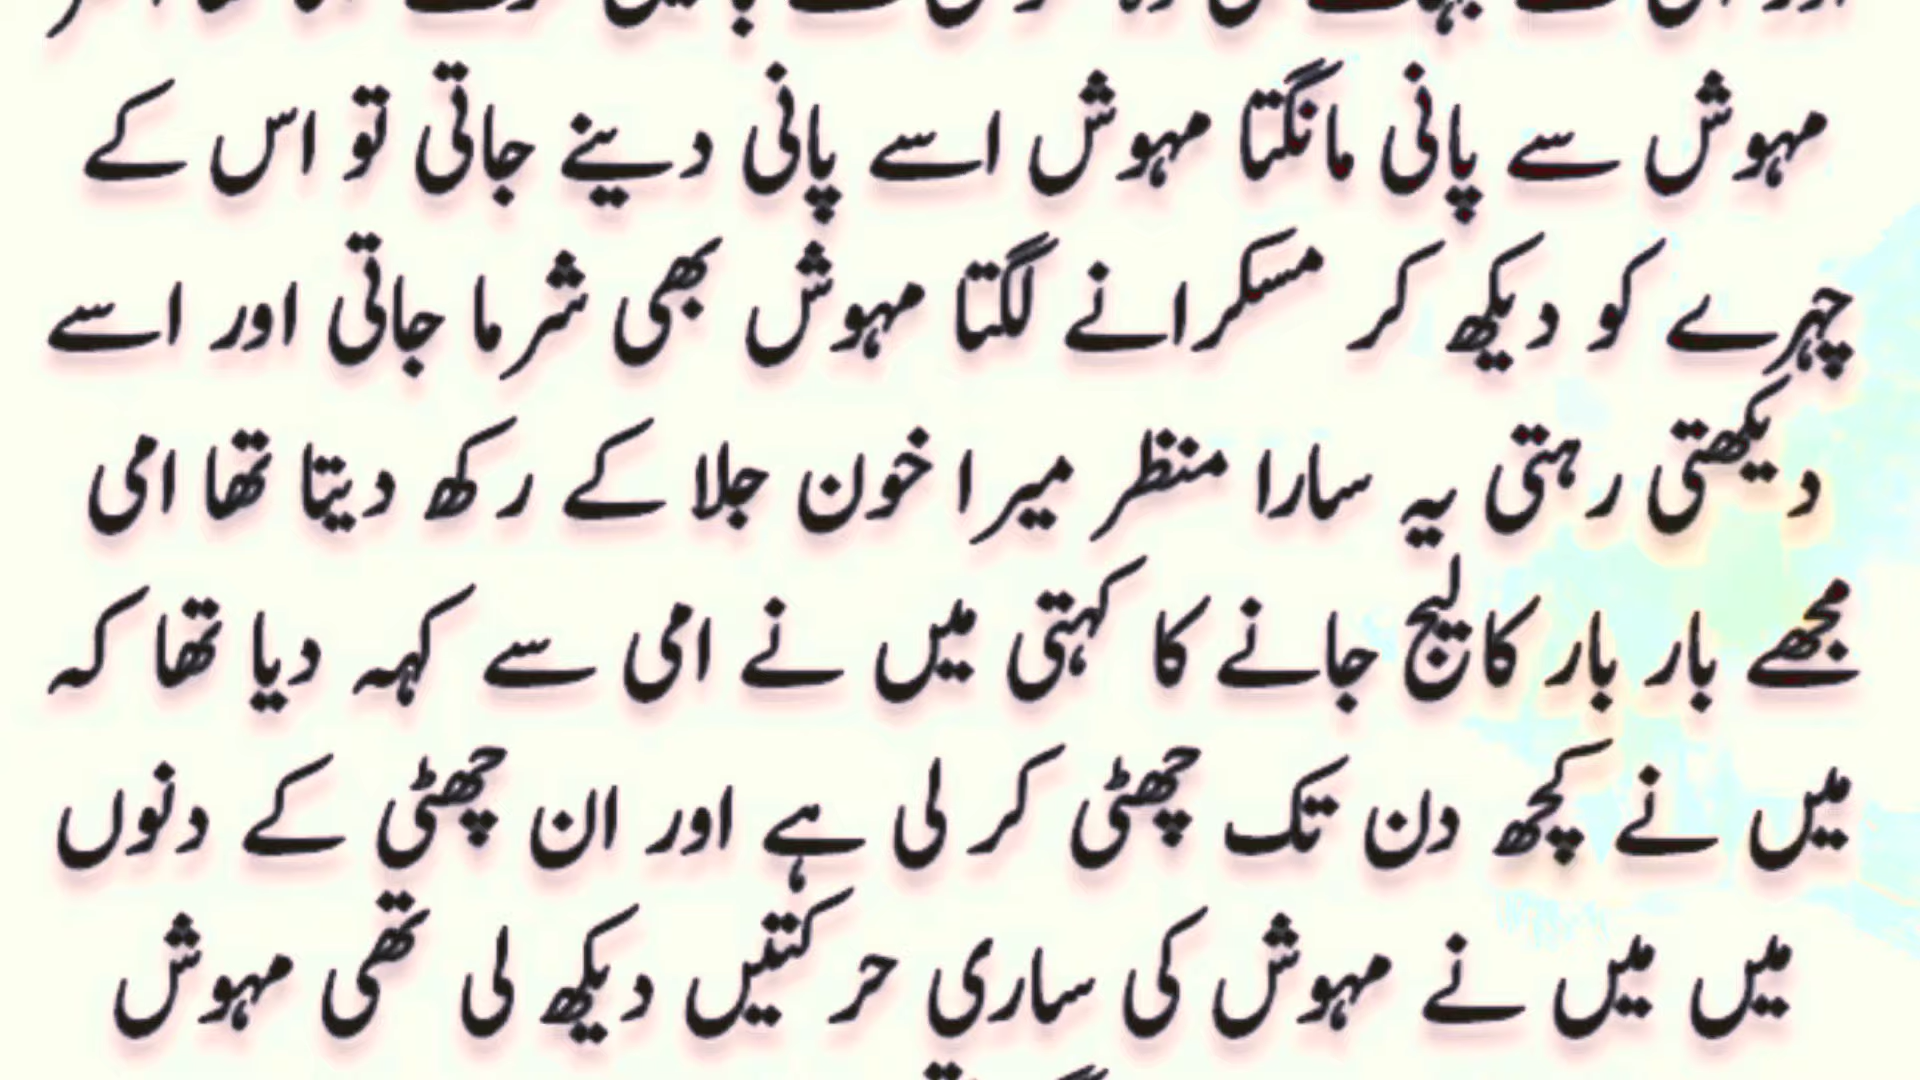 مہوش سے پانی مانگتا مہوش اسے پانی دینے جاتی تو اس کے
چہرے کو دیکھ کر مسکرانے لگتا مہوش بھی شرما جاتی اور اسے
دیکھتی رہتی یہ سارا منظر میرا خون جلا کے رکھ دیتا تھا امی
مجھے بار بار کالیج جانے کا کہتی میں نے امی سے کہہ دیا تھا کہ
میں نے کچھ دن تک چھٹی کر لی ہے اور ان چھٹی کے دنوں
میں میں نے مہوش کی ساری حرکتیں دیکھ لی تھی مہوش